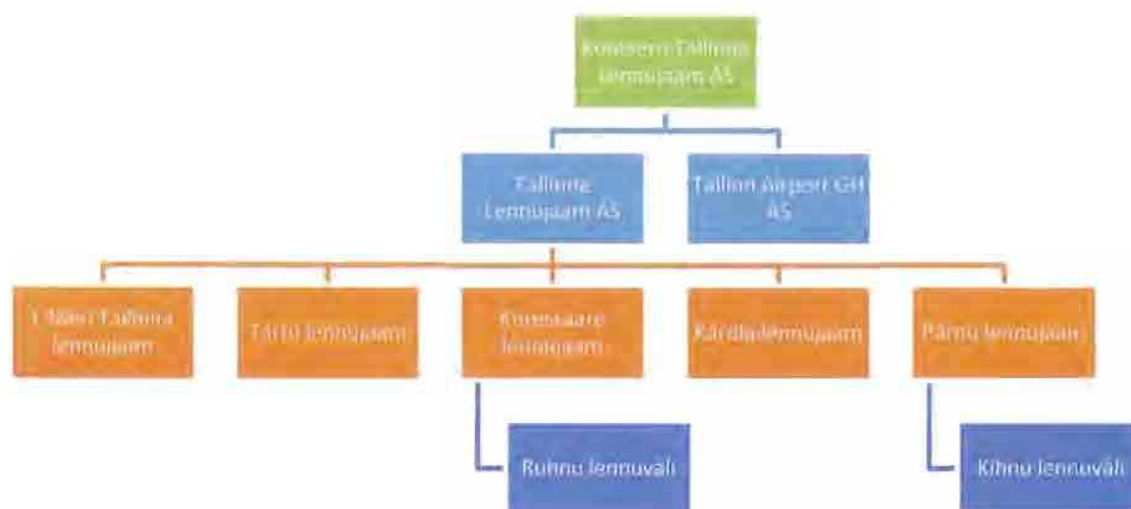 Kontsern Tallinna
Lennujaam AS
Tallinna
Lennujaam AS
Tallinn Airport GH
AS
Tallinna
lennujaam
Tartu lennujaam
Kuressaare
lennujaam
Kärdla lennujaam
Pärnu lennujaam
Ruhnu lennuväli
Kihnu lennuväli